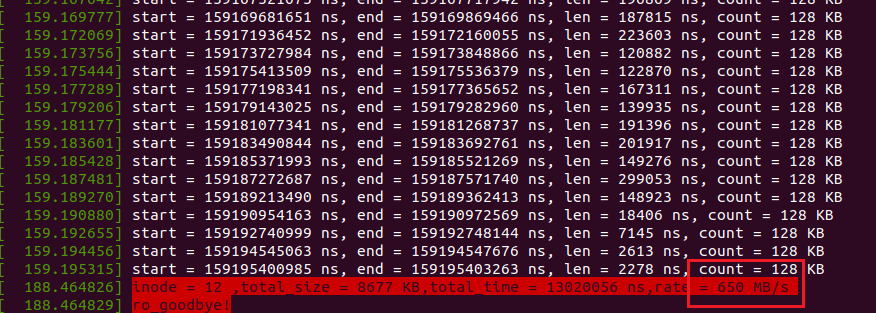 159.169777] start = 159169681651 ns, end = 159169869466 ns, len = 187815 ns, count = 128 KB
[ 159.172069] start = 159171936452 ns, end = 159172160055 ns, len = 223603 ns, count = 128 KB
[ 159.173756] start = 159173727984 ns, end = 159173848866 ns, len = 120882 ns, count = 128 KB
[ 159.175444] start = 159175413509 ns, end = 159175536379 ns, len = 122870 ns, count = 128 KB
[ 159.177289] start = 159177198341 ns, end = 159177365652 ns, len = 167311 ns, count = 128 KB
[ 159.179206] start = 159179143025 ns, end = 159179282960 ns, len = 139935 ns, count = 128 KB
[ 159.181177] start = 159181077341 ns, end = 159181268737 ns, len = 191396 ns, count = 128 KB
[ 159.183601] start = 159183490844 ns, end = 159183692761 ns, len = 201917 ns, count = 128 KB
[ 159.185428] start = 159185371993 ns, end = 159185521269 ns, len = 149276 ns, count = 128 KB
[ 159.187481] start = 159187272687 ns, end = 159187571740 ns, len = 299053 ns, count = 128 KB
[ 159.189270] start = 159189213490 ns, end = 159189362413 ns, len = 148923 ns, count = 128 KB
[ 159.190880] start = 159190954163 ns, end = 159190972569 ns, len = 18406 ns, count = 128 KB
[ 159.192655] start = 159192740999 ns, end = 159192748144 ns, len = 7145 ns, count = 128 KB
[ 159.194456] start = 159194545063 ns, end = 159194547676 ns, len = 2613 ns, count = 128 KB
[ 159.195315] start = 159195400985 ns, end = 159195403263 ns, len = 2278 ns, count = 128 KB
[ 188.464826] inode = 12 ,total_size = 8677 KB,total_time = 13020056 ns,rate = 650 MB/s
[ 188.464829] ro_goodbye!